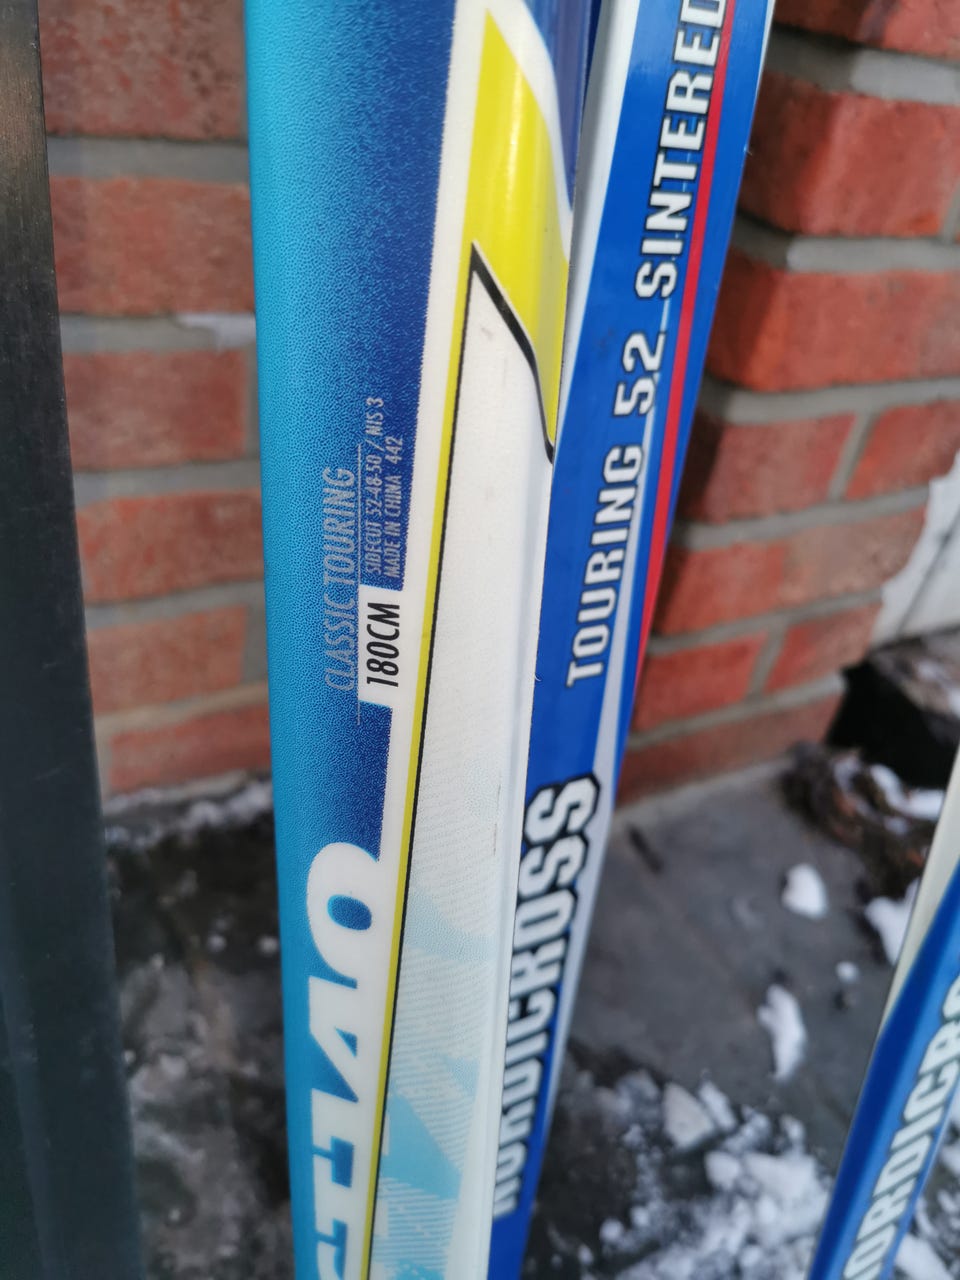 CLASSIC TOURING
SIDECUT 52-48-50 / NIS 3
MADE IN CHINA 442
180CM
TOURING 52 SINTERED
NORDICROSS